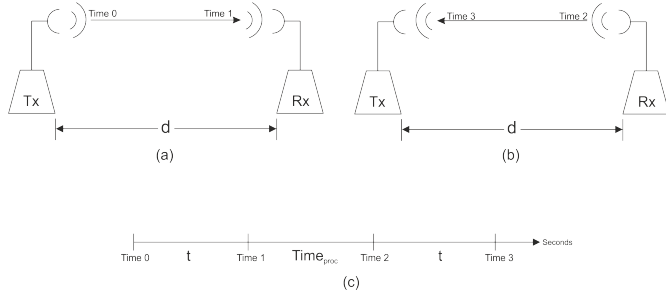 Time 0 Time 1
Tx Rx
d
(a)
Time 3 Time 2
Tx Rx
d
(b)
Seconds
Time 0 t Time 1 Timeproc Time 2 t Time 3
(c)